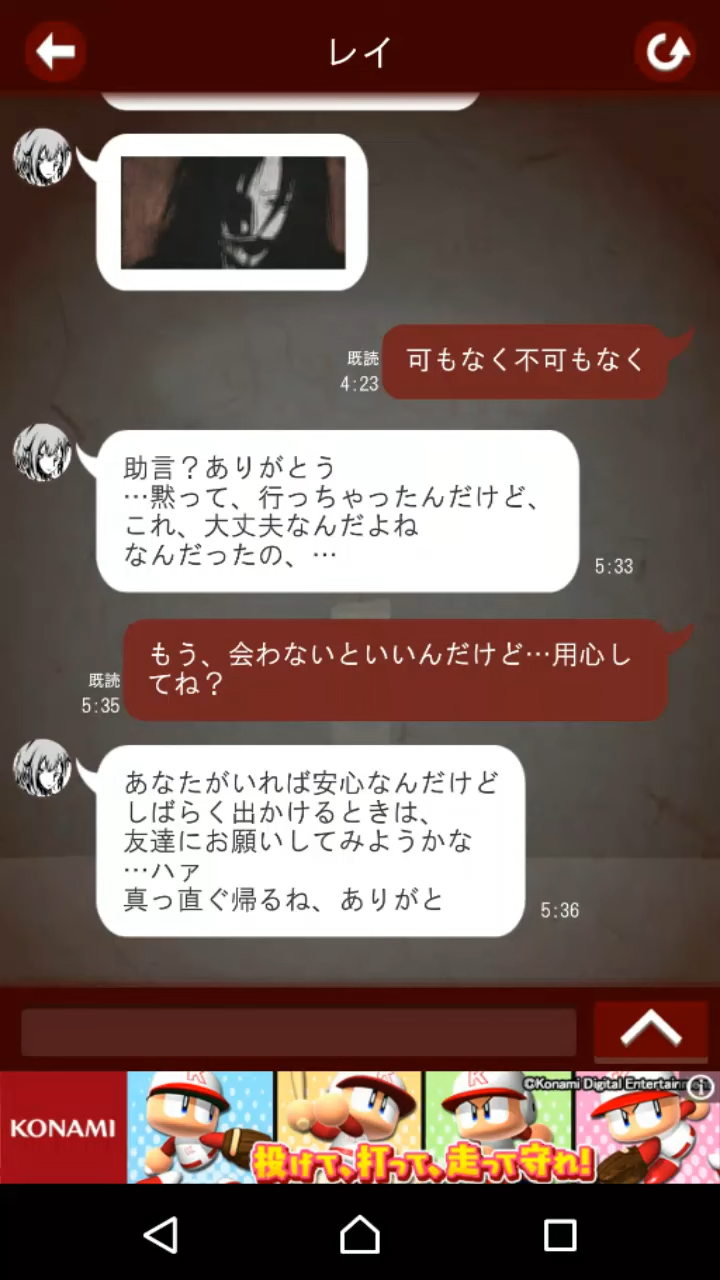 レイ
可もなく不可もなく
既読
4:23
助言？ありがとう
…黙って、行っちゃったんだけど、
これ、大丈夫なんだよね
なんだったの、…
5:33
もう、会わないといいんだけど…用心し
てね？
既読
5:35
あなたがいれば安心なんだけど
しばらく出かけるときは、
友達にお願いしてみようかな
…ハァ
真っ直ぐ帰るね、ありがと
5:36
©Konami Digital Entertainm
KONAMI
投げて、打って、走って守れ!